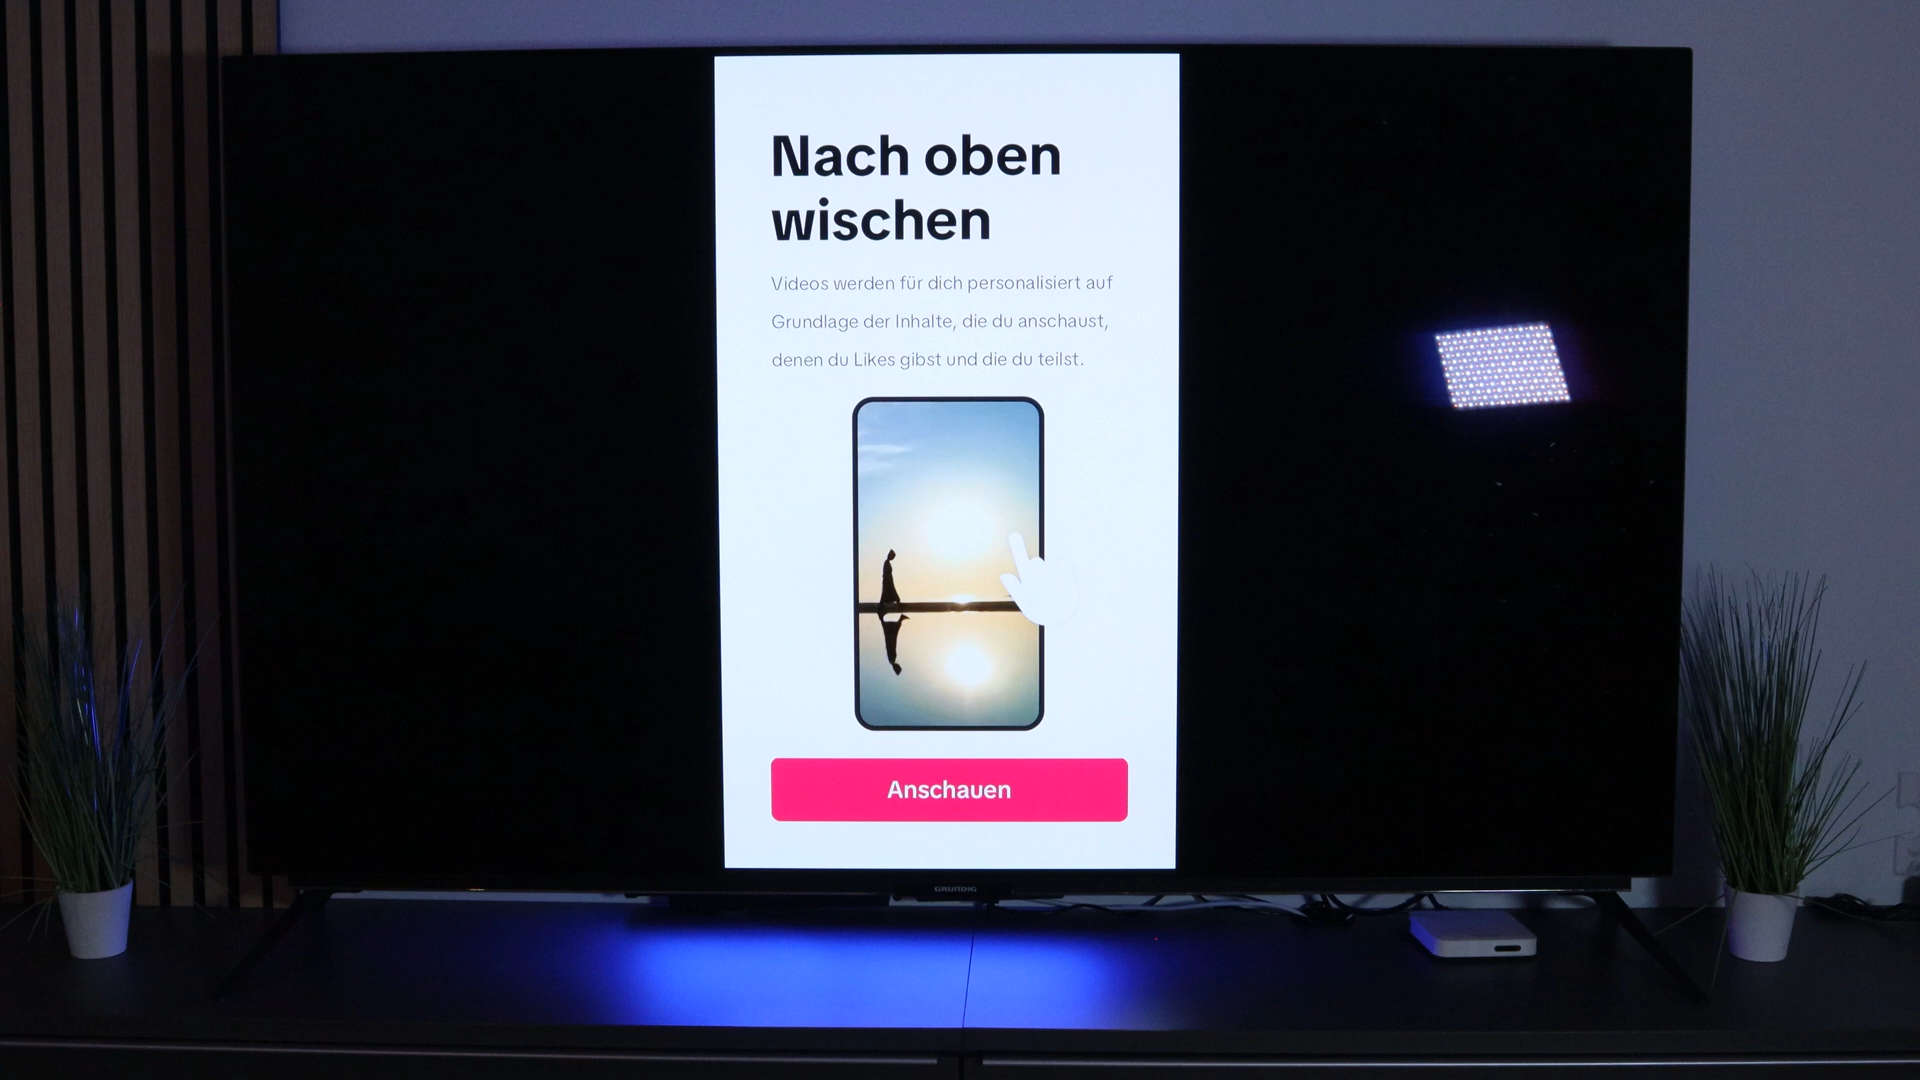 Nach oben
wischen
Videos werden für dich personalisiert auf
Grundlage der Inhalte, die du anschaust,
denen du Likes gibst und die du teilst.
Anschauen
GRUNDIG